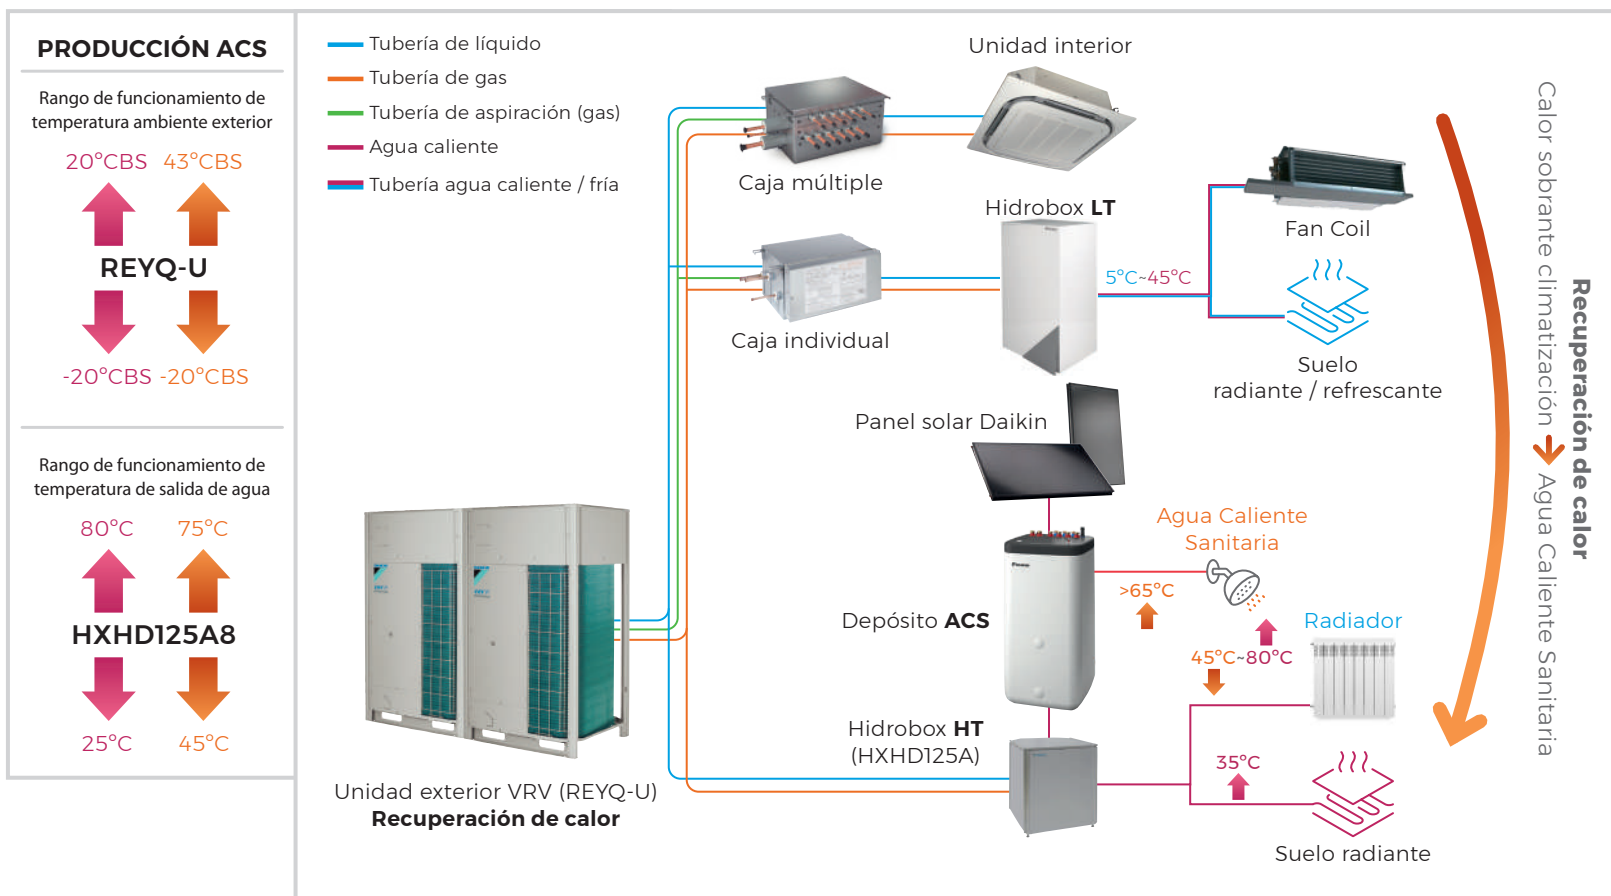 PRODUCCIÓN ACS
Rango de funcionamiento de
temperatura ambiente exterior
20°CBS 43°CBS
REYQ-U
-20°CBS -20°CBS
Rango de funcionamiento de
temperatura de salida de agua
80°C 75°C
HXHD125A8
25°C 45°C
Tubería de líquido
Tubería de gas
Tubería de aspiración (gas)
Agua caliente
Tubería agua caliente / fría
Unidad interior
Caja múltiple
Hidrobox LT
Fan Coil
5°C~45°C
Caja individual
Suelo
radiante / refrescante
Panel solar Daikin
Agua Caliente
Sanitaria
>65°C
Depósito ACS
Radiador
45°C~80°C
Hidrobox HT
(HXHD125A)
35°C
Suelo radiante
Unidad exterior VRV (REYQ-U)
Recuperación de calor
Recuperación de calor
Calor sobrante climatización Agua Caliente Sanitaria